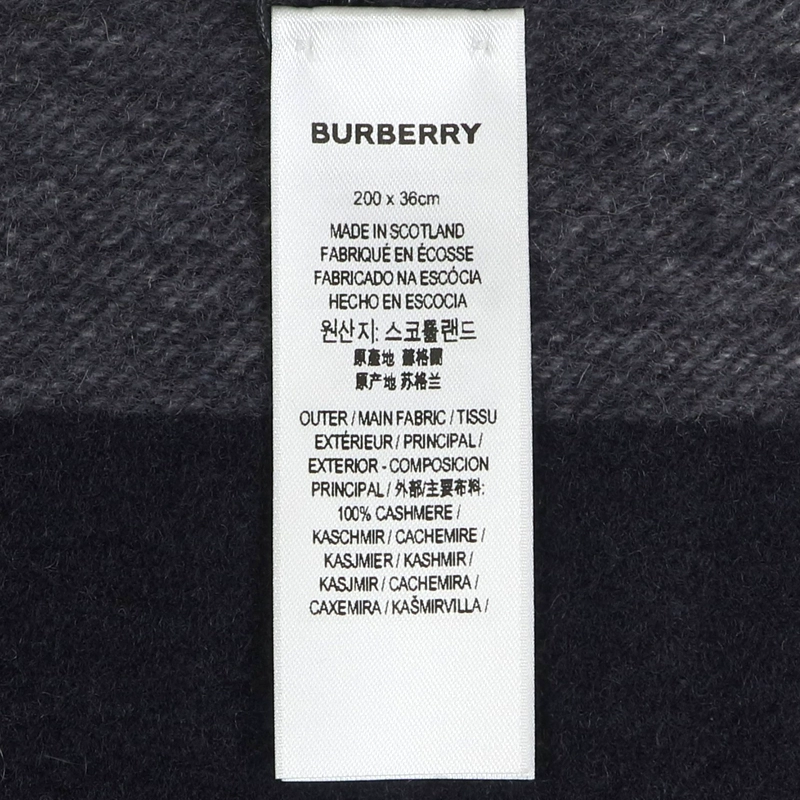 BURBERRY
200 x 36cm
MADE IN SCOTLAND
FABRIQUÉ EN ÉCOSSE
FABRICADO NA ESCÓCIA
HECHO EN ESCOCIA
원산지: 스코틀랜드
原產地 蘇格蘭
原产地 苏格兰
OUTER / MAIN FABRIC / TISSU
EXTÉRIEUR / PRINCIPAL /
EXTERIOR - COMPOSICION
PRINCIPAL / 外部/主要布料:
100% CASHMERE /
KASCHMIR / CACHEMIRE /
KASJMIER / KASHMIR /
KASJMIR / CACHEMIRA /
CAXEMIRA / KAŠMIRVILLA /